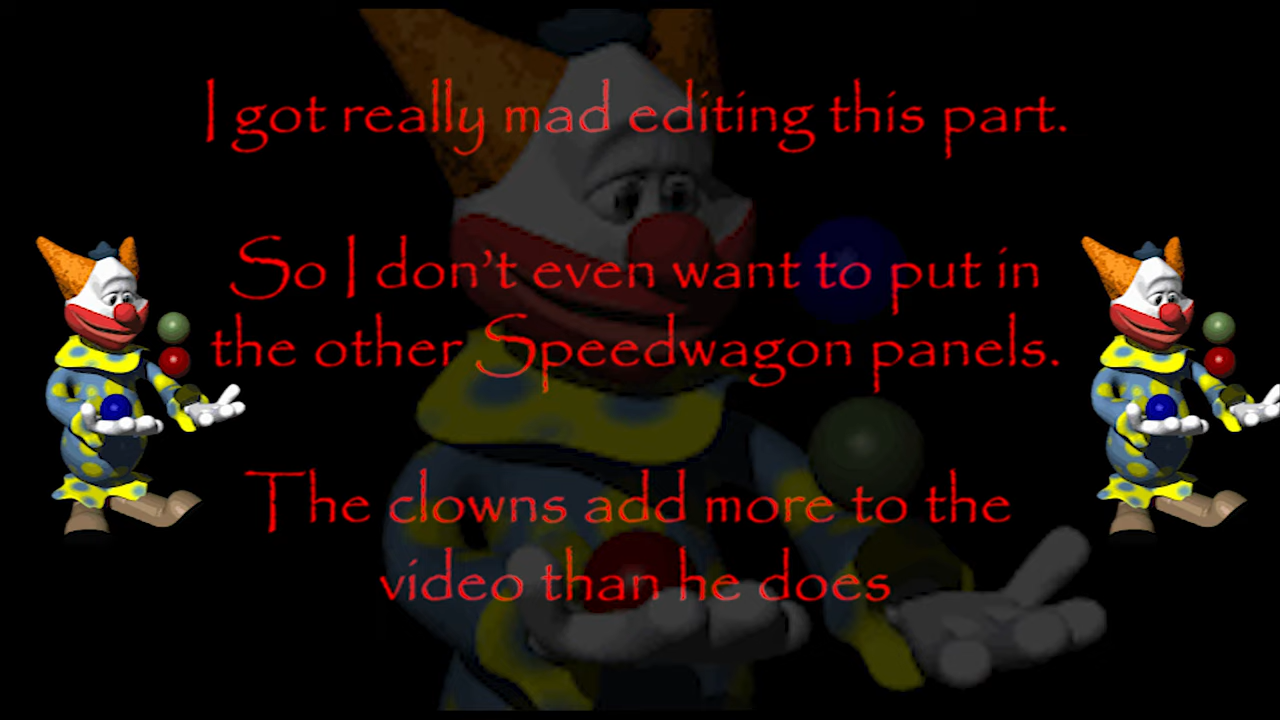 I got really mad editing this part.
So I don't even want to put in
the other Speedwagon panels.
The clowns add more to the
video than he does